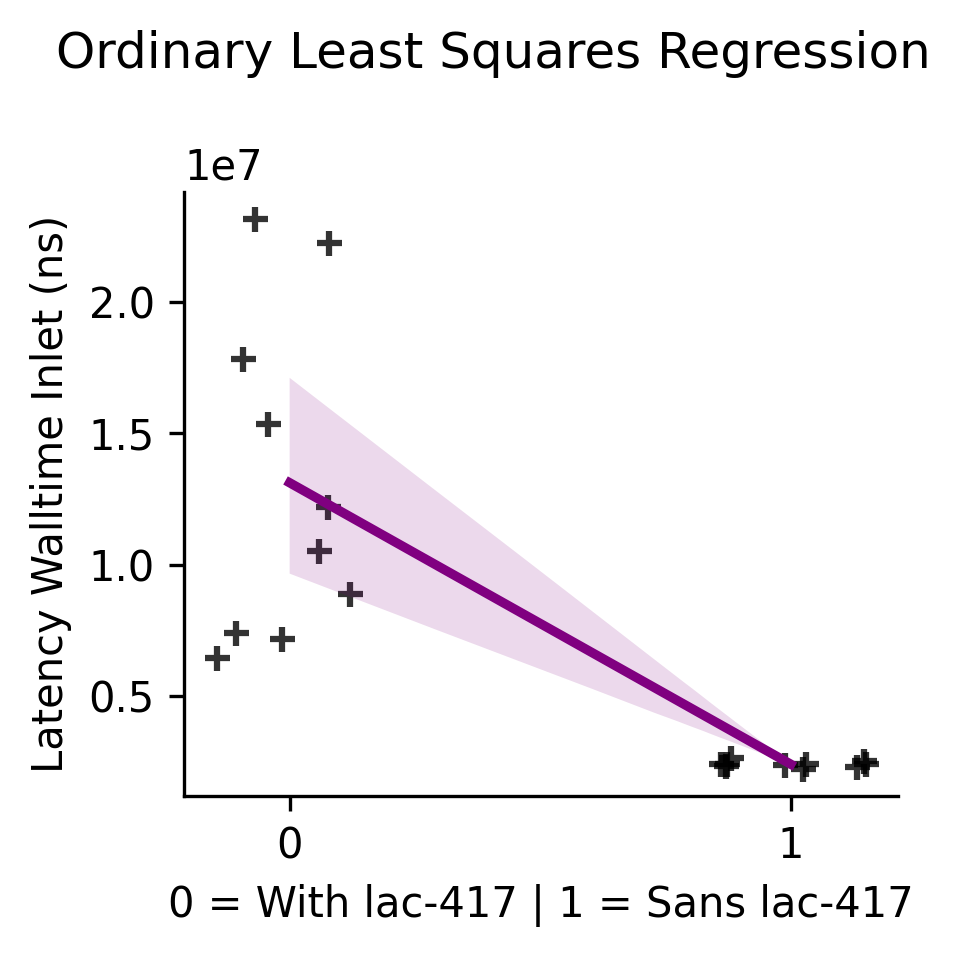 Ordinary Least Squares Regression
1e7
Latency Walltime Inlet (ns)
2.0
1.5
1.0
0.5
0 1
0 = With lac-417 | 1 = Sans lac-417